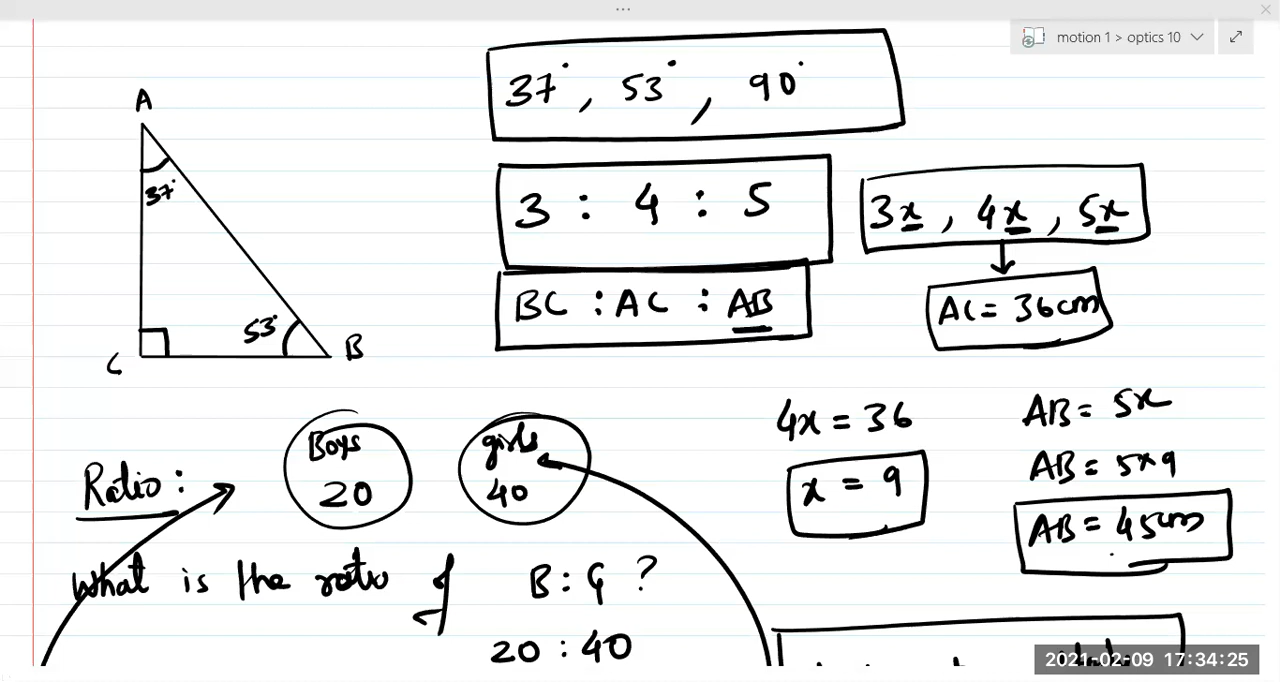 ...
motion 1 > optics 10
37°, 53°, 90°
A
37°
53°
B
C
3 : 4 : 5
3x, 4x, 5x
BC : AC : AB
AC = 36cm
4x = 36
x = 9
AB = 5x
AB = 5x9
AB = 45cm
Ratio:
Boys
20
girls
40
What is the ratio of B : G ?
20 : 40
2021-02-09 17:34:25